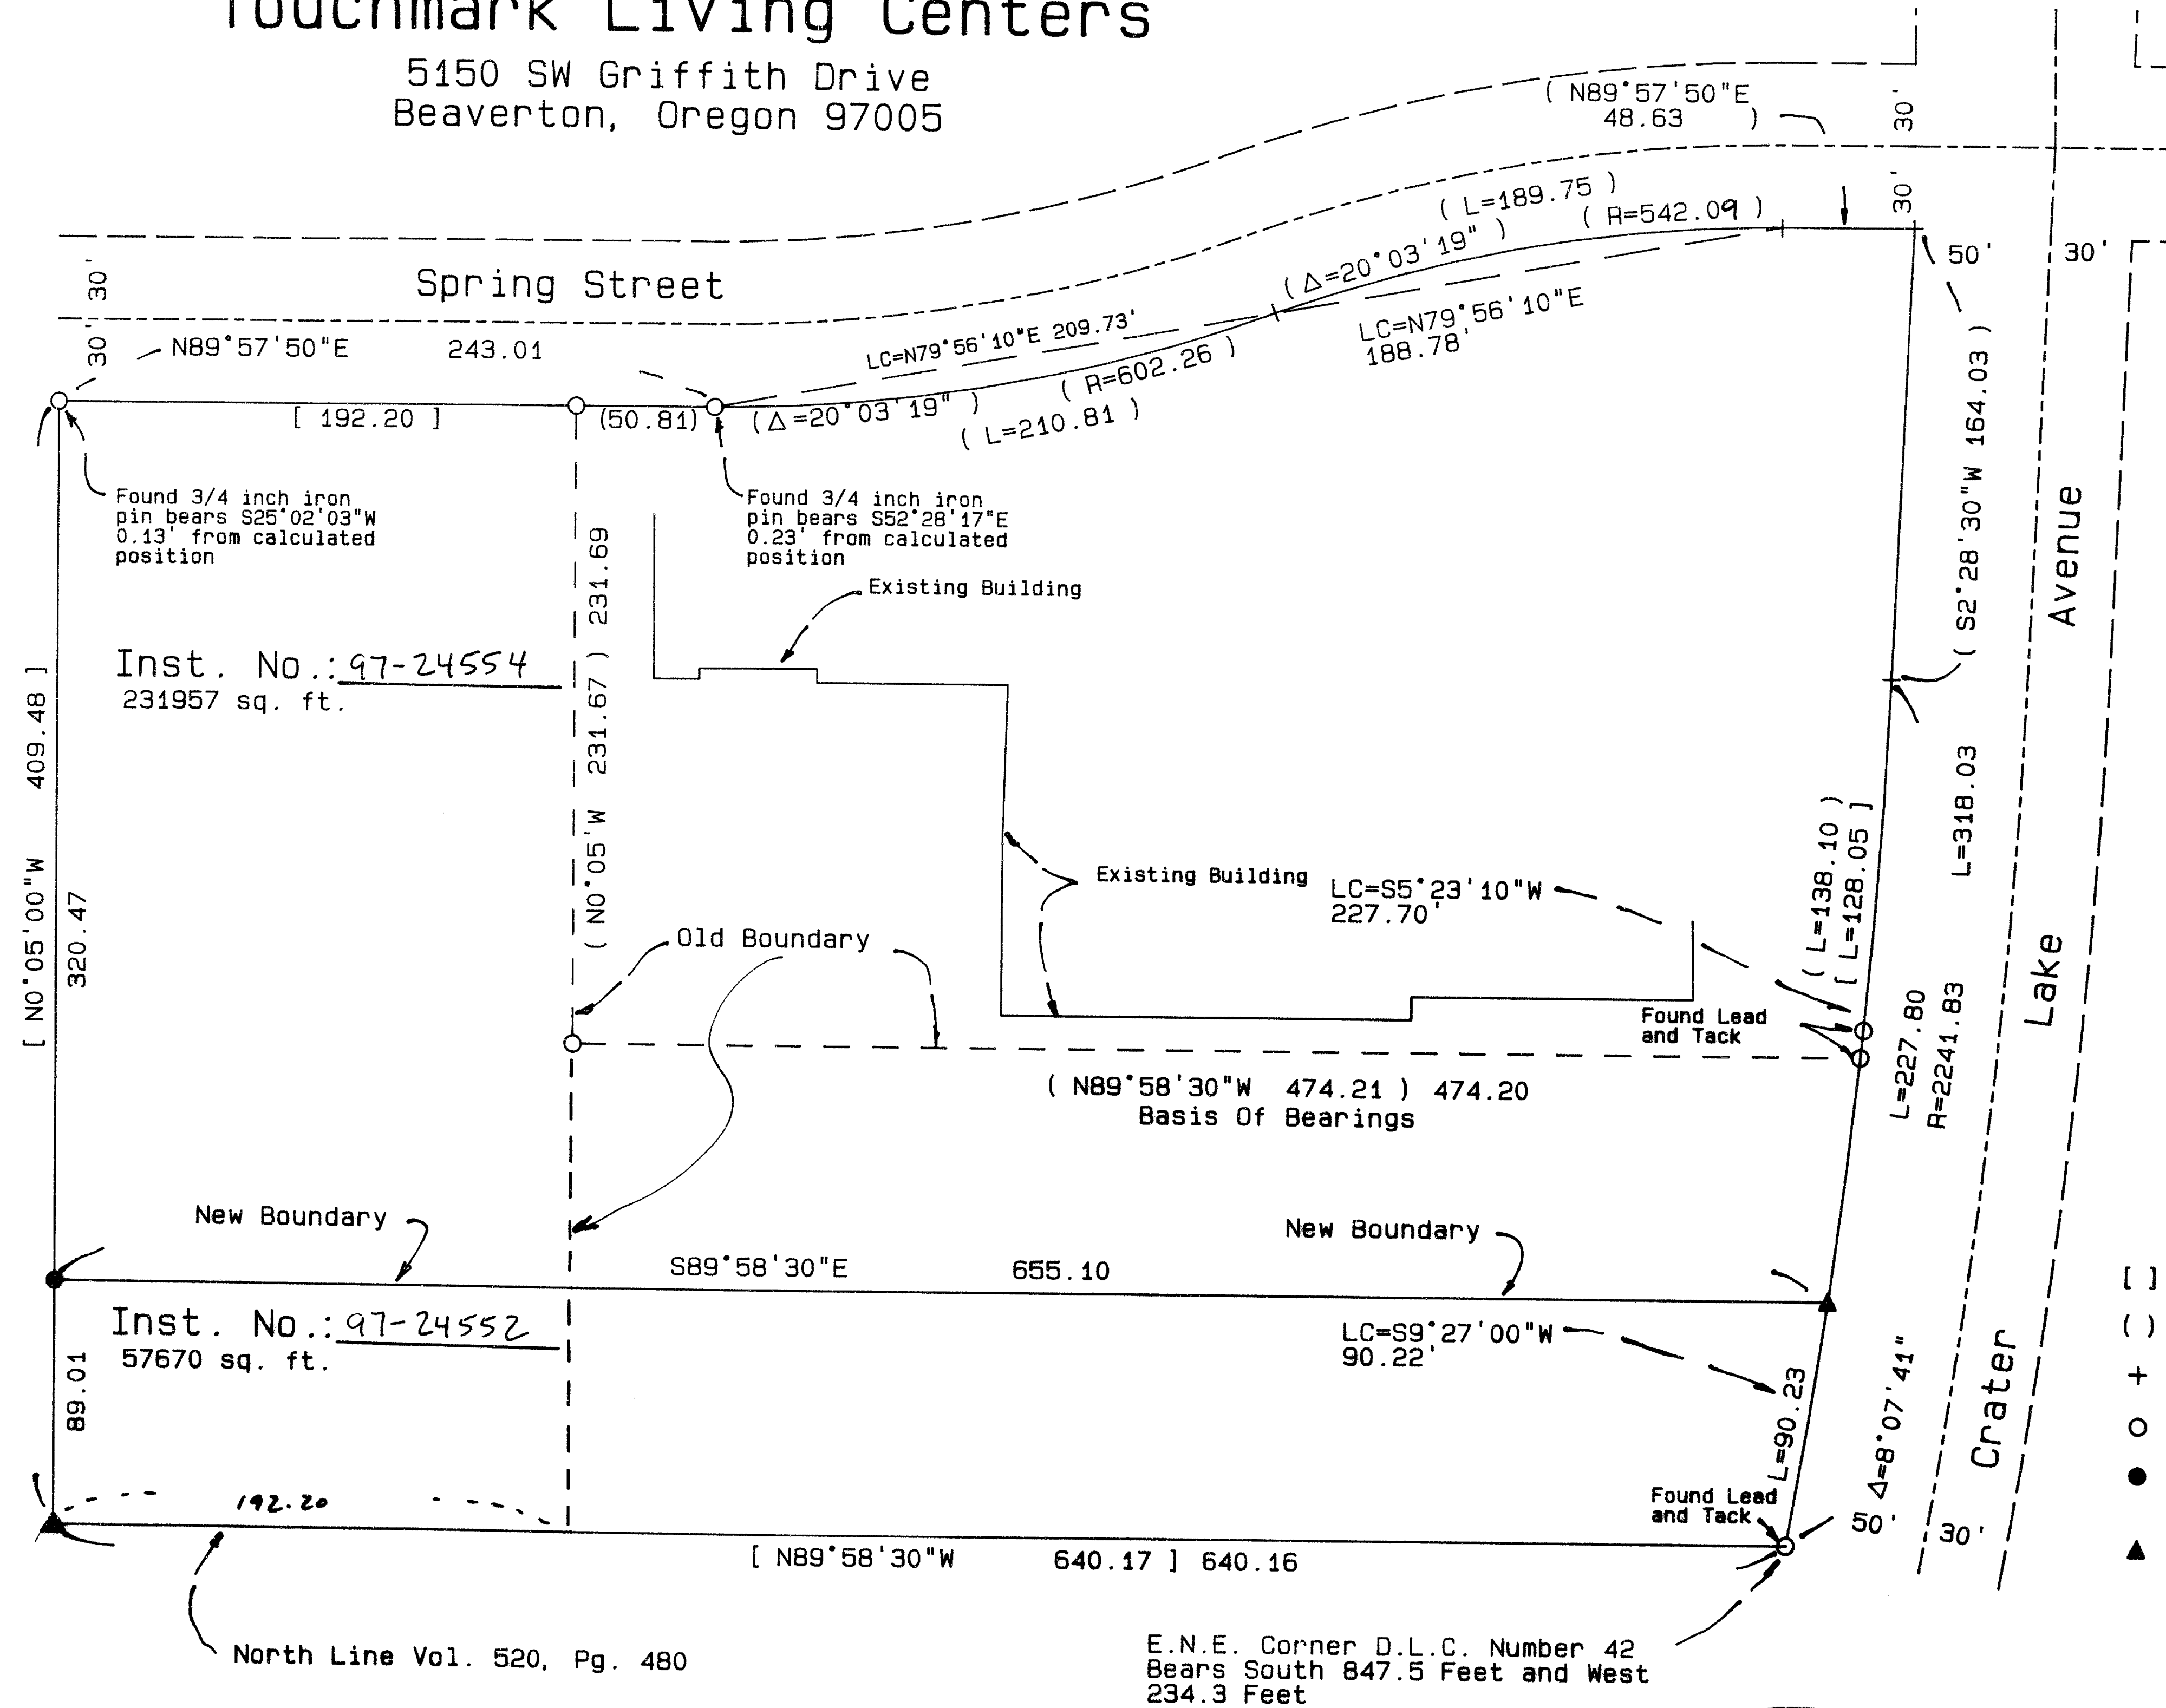 Touchmark Living Centers
5150 SW Griffith Drive
Beaverton, Oregon 97005
( N89°57'50"E
48.63 )
30'
30'
( L=189.75 )
( R=542.09 )
( Δ=20°03'19" )
50'
30'
30'
30'
Spring Street
N89°57'50"E 243.01
LC=N79°56'10"E 209.73'
LC=N79°56'10"E
188.78'
( R=602.26 )
[ 192.20 ]
(50.81)
( Δ=20°03'19" )
( L=210.81 )
( S2°28'30"W 164.03 )
Found 3/4 inch iron
pin bears S25°02'03"W
0.13' from calculated
position
Found 3/4 inch iron
pin bears S52°28'17"E
0.23' from calculated
position
Existing Building
Inst. No.: 97-24554
231957 sq. ft.
( N0°05'W 231.67 ) 231.69
[ N0°05'00"W 409.48 ]
320.47
Avenue
Lake
Crater
L=318.03
( L=138.10 )
[ L=128.05 ]
Existing Building
LC=S5°23'10"W
227.70'
Old Boundary
Found Lead
and Tack
L=227.80
R=2241.83
( N89°58'30"W 474.21 ) 474.20
Basis Of Bearings
New Boundary
New Boundary
S89°58'30"E 655.10
[ ]
( )
+
Inst. No.: 97-24552
57670 sq. ft.
LC=S9°27'00"W
90.22'
89.01
L=90.23
Δ=8°07'41"
192.20
Found Lead
and Tack
50'
30'
[ N89°58'30"W 640.17 ] 640.16
North Line Vol. 520, Pg. 480
E.N.E. Corner D.L.C. Number 42
Bears South 847.5 Feet and West
234.3 Feet